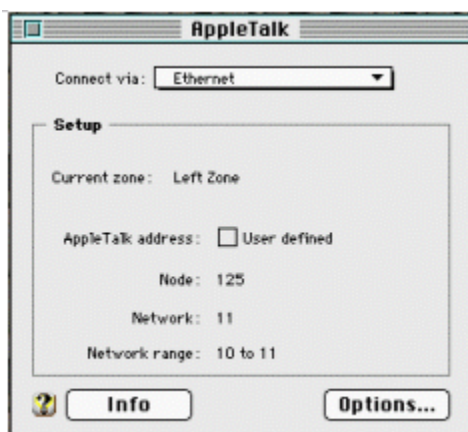 AppleTalk
Connect via: Ethernet
Setup
Current zone: Left Zone
AppleTalk address: User defined
Node: 125
Network: 11
Network range: 10 to 11
? Info Options...